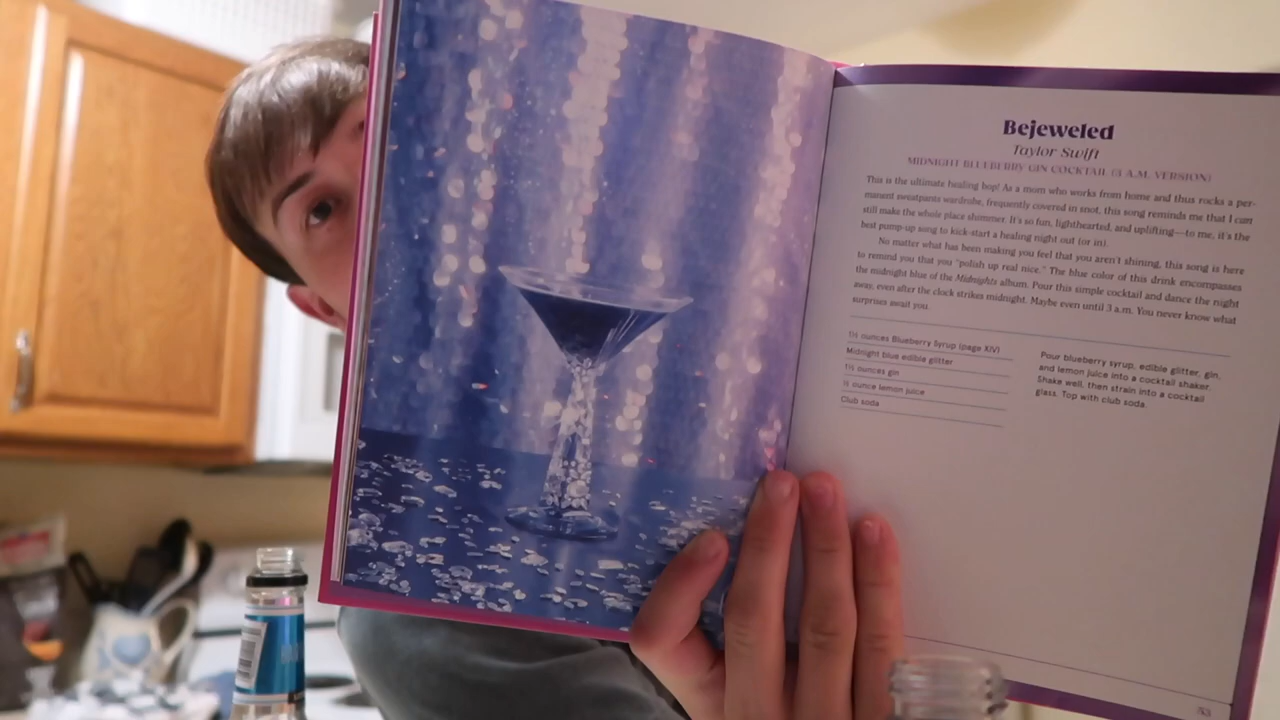 Bejeweled
Taylor Swift
MIDNIGHT BLUEBERRY GIN COCKTAIL (3 A.M. VERSION)
This is the ultimate healing bop! As a mom who works from home and thus rocks a per-
manent sweatpants wardrobe, frequently covered in snot, this song reminds me that I can
still make the whole place shimmer. It's so fun, lighthearted, and uplifting—to me, it's the
best pump-up song to kick-start a healing night out (or in).
No matter what has been making you feel that you aren't shining, this song is here
to remind you that you "polish up real nice." The blue color of this drink encompasses
the midnight blue of the Midnights album. Pour this simple cocktail and dance the night
away, even after the clock strikes midnight. Maybe even until 3 a.m. You never know what
surprises await you.
1½ ounces Blueberry Syrup (page XIV)
Midnight blue edible glitter
1½ ounces gin
½ ounce lemon juice
Club soda
Pour blueberry syrup, edible glitter, gin,
and lemon juice into a cocktail shaker.
Shake well, then strain into a cocktail
glass. Top with club soda.